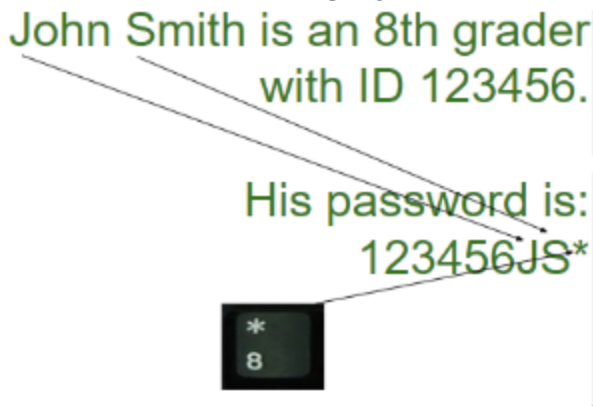 John Smith is an 8th grader
with ID 123456.
His password is:
123456JS*
*
8